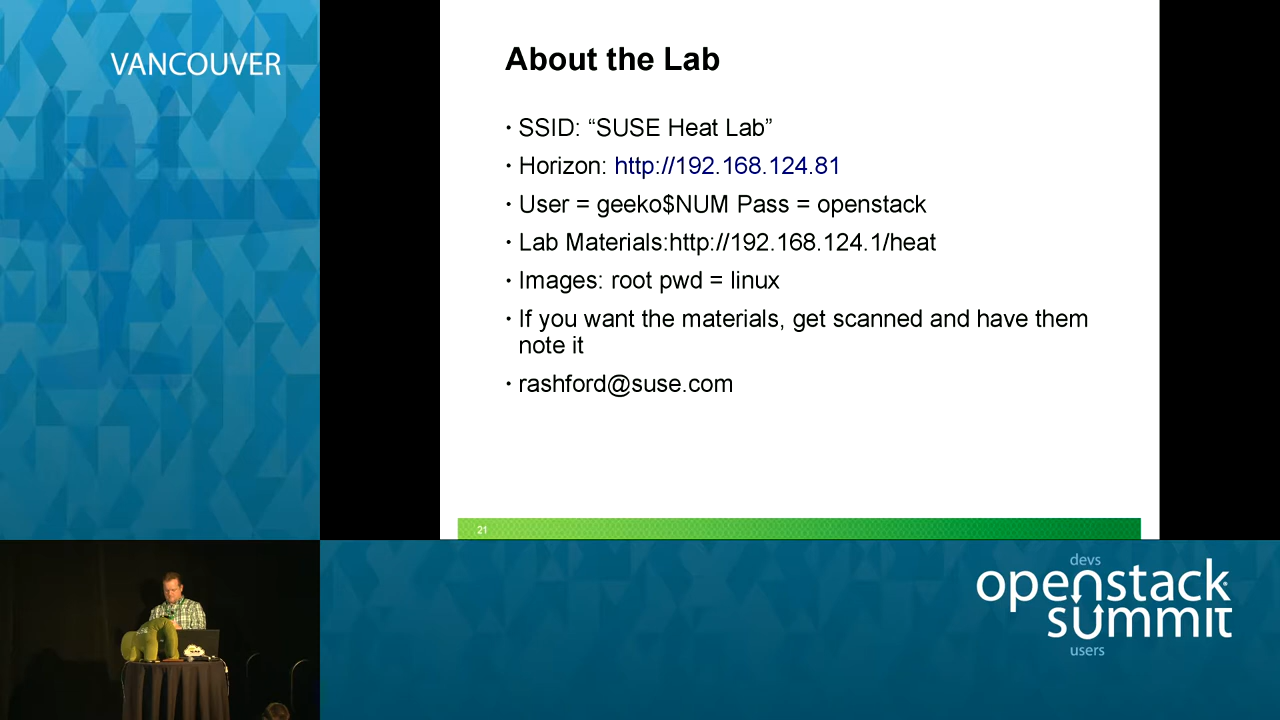 VANCOUVER
About the Lab
· SSID: “SUSE Heat Lab”
· Horizon: http://192.168.124.81
· User = geeko$NUM Pass = openstack
· Lab Materials:http://192.168.124.1/heat
· Images: root pwd = linux
· If you want the materials, get scanned and have them
note it
· rashford@suse.com
21
devs
openstack
summit
users